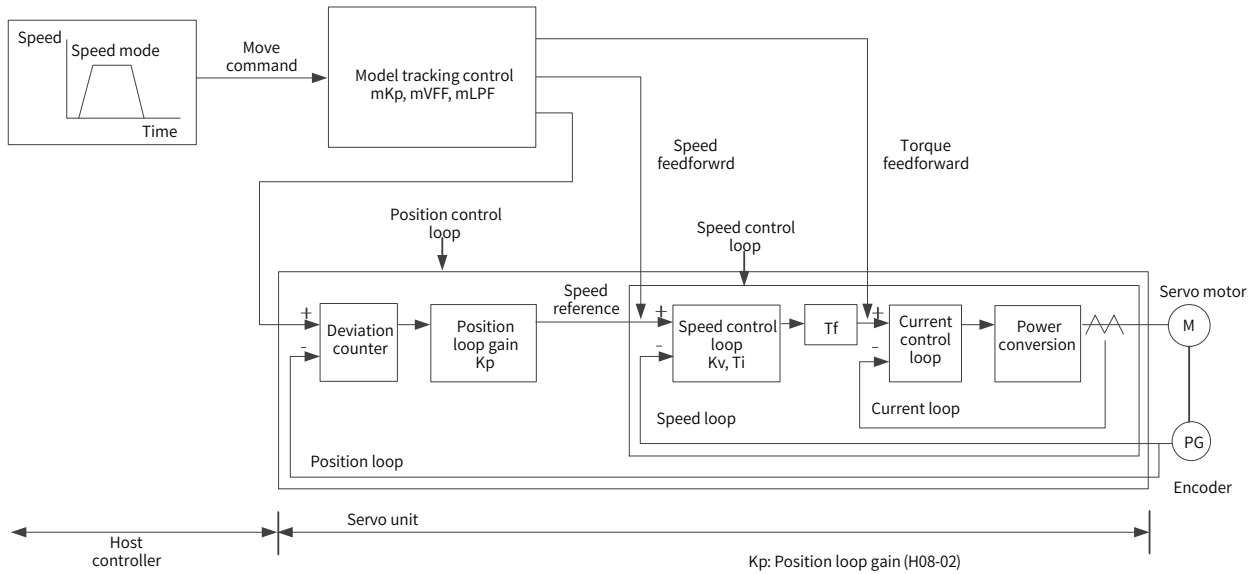 Speed
Speed mode
Time
Move
command
Model tracking control
mKp, mVFF, mLPF
Speed
feedforwrd
Torque
feedforward
Position control
loop
Speed control
loop
Speed
reference
Servo motor
+
-
Deviation
counter
Position
loop gain
Kp
+
-
Speed control
loop
Kv, Ti
Tf
+
-
Current
control
loop
Power
conversion
M
Current loop
Speed loop
PG
Position loop
Encoder
Servo unit
Host
controller
Kp: Position loop gain (H08-02)